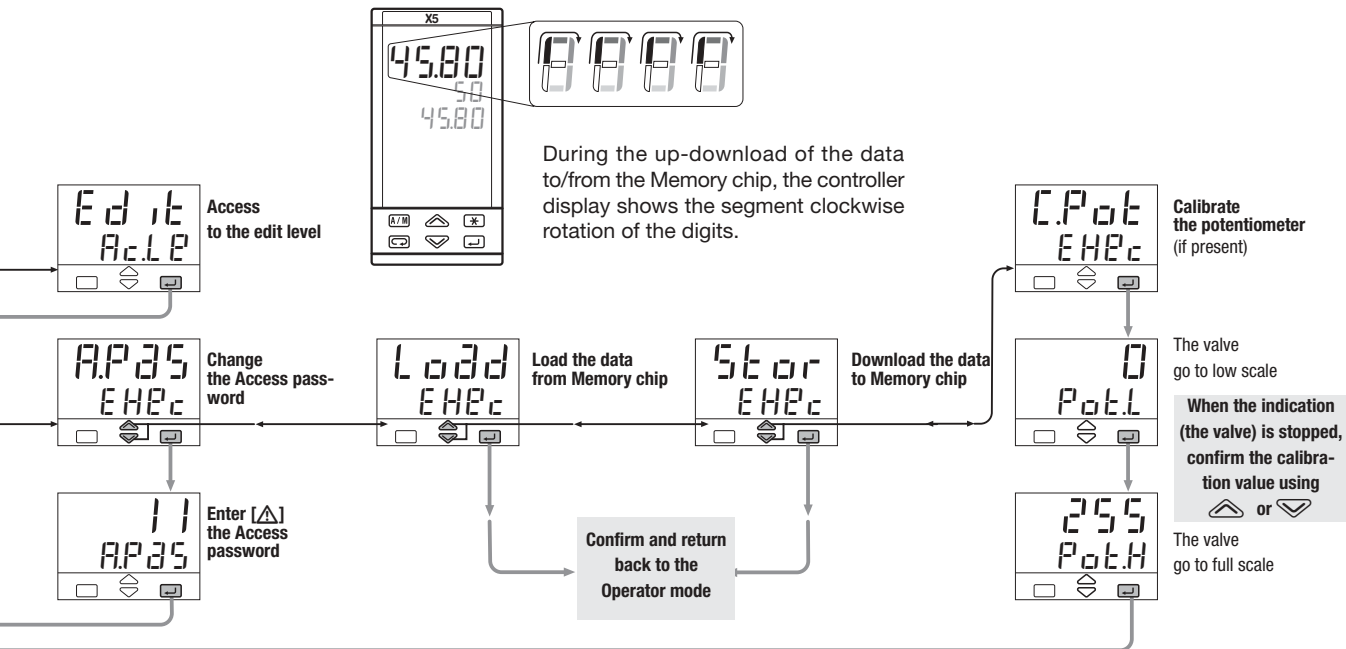 X5
45.80
50
45.80
A/M
During the up-download of the data
to/from the Memory chip, the controller
display shows the segment clockwise
rotation of the digits.
Edit
Ac.LE
Access
to the edit level
C.Pot
EHEc
Calibrate
the potentiometer
(if present)
A.PaS
EHEc
Change
the Access pass-
word
Load
EHEc
Load the data
from Memory chip
Stor
EHEc
Download the data
to Memory chip
0
Pot.L
The valve
go to low scale
When the indication
(the valve) is stopped,
confirm the calibra-
tion value using
or
11
A.PaS
Enter [⚠]
the Access
password
Confirm and return
back to the
Operator mode
255
Pot.H
The valve
go to full scale